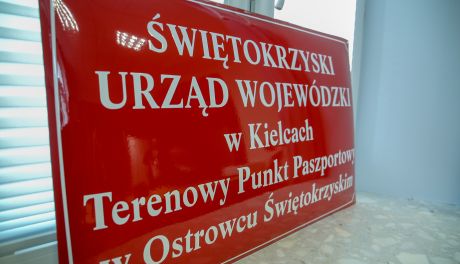 ŚWIĘTOKRZYSKI
URZĄD WOJEWÓDZKI
w Kielcach
Terenowy Punkt Paszportowy
w Ostrowcu Świętokrzyskim